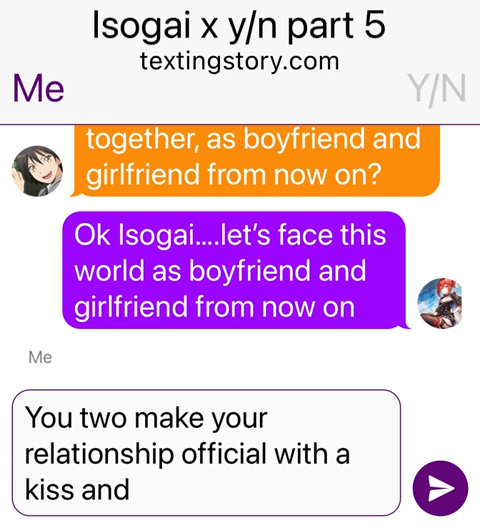 Isogai x y/n part 5
textingstory.com
Me
Y/N
together, as boyfriend and
girlfriend from now on?
Ok Isogai....let's face this
world as boyfriend and
girlfriend from now on
Me
You two make your
relationship official with a
kiss and